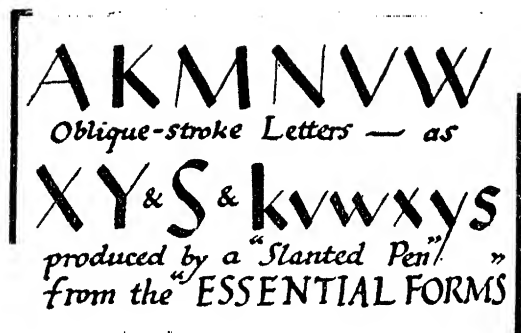 AKMNVW
Oblique-stroke Letters — as
XY & S & kvwxys
produced by a "Slanted Pen"
from the "ESSENTIAL FORMS"